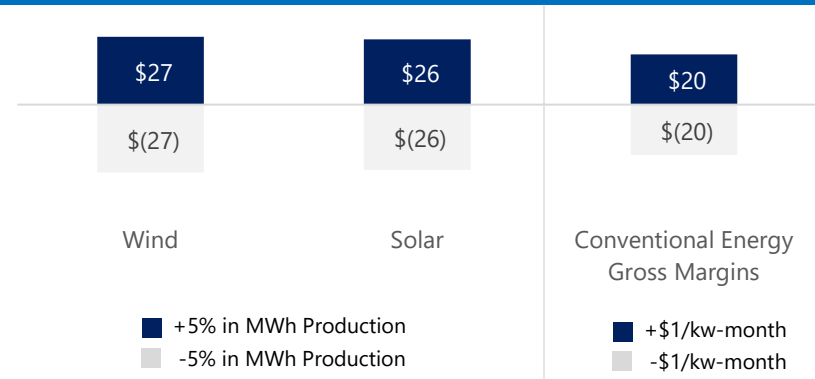 $27
$26
$20
$(27)
$(26)
$(20)
Wind
Solar
Conventional Energy
Gross Margins
+5% in MWh Production
-5% in MWh Production
+$1/kw-month
-$1/kw-month